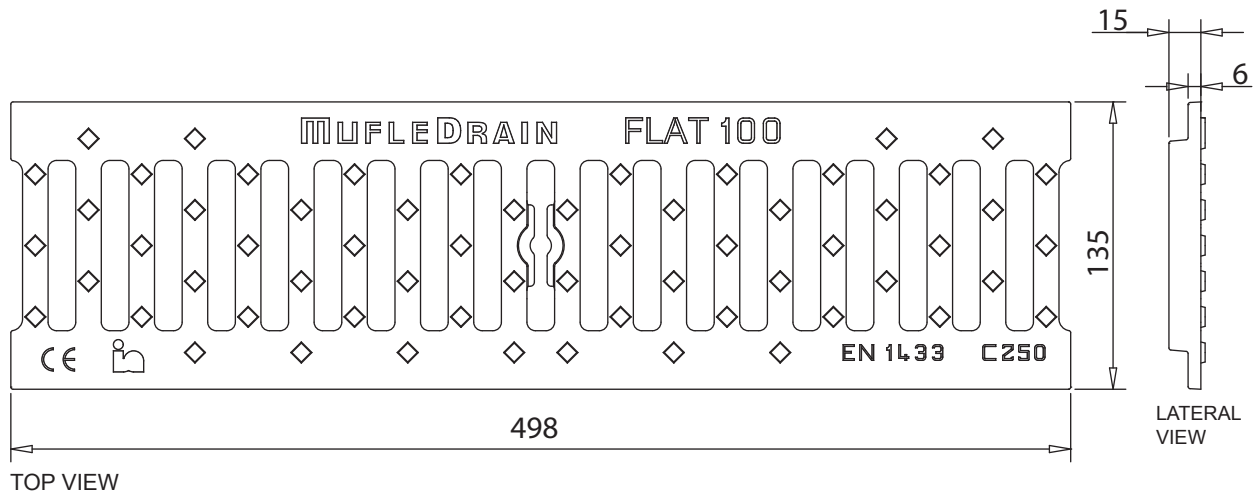 15
6
MUFLEDRAIN FLAT 100
135
CE EN 1433 C250
498
LATERAL
VIEW
TOP VIEW